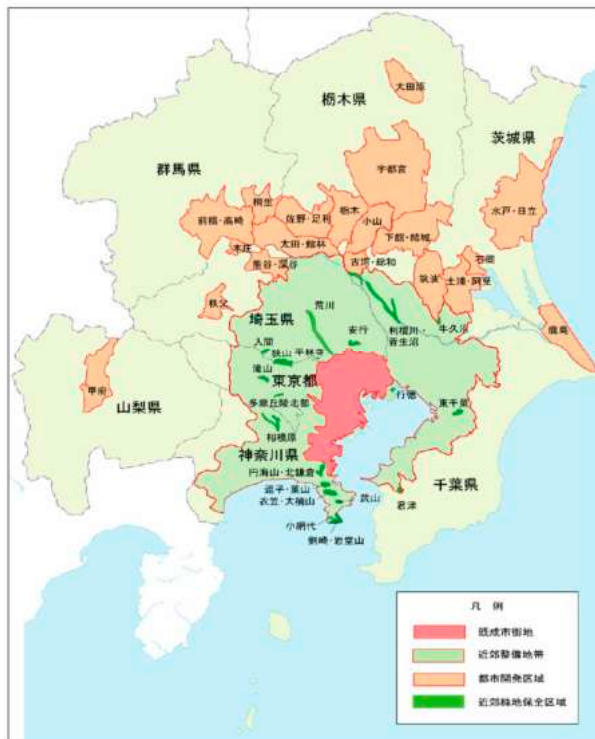 大田原
栃木県
茨城県
宇都宮
群馬県
桐生
水戸・日立
前橋・高崎
佐野・足利
栃木
小山
下館・結城
太田・館林
本庄
古河・総和
石岡
熊谷・深谷
筑波
土浦・阿見
秩父
荒川
埼玉県
利根川・
菅生沼
牛久沼
鹿島
安行
入間
狭山
平林寺
滝山
東京都
甲府
山梨県
行徳
多摩丘陵北部
東千葉
相模原
神奈川県
円海山・北鎌倉
千葉県
逗子・葉山
武山
衣笠・大楠山
君津
小網代
剱崎・岩堂山
凡 例
既成市街地
近郊整備地帯
都市開発区域
近郊緑地保全区域